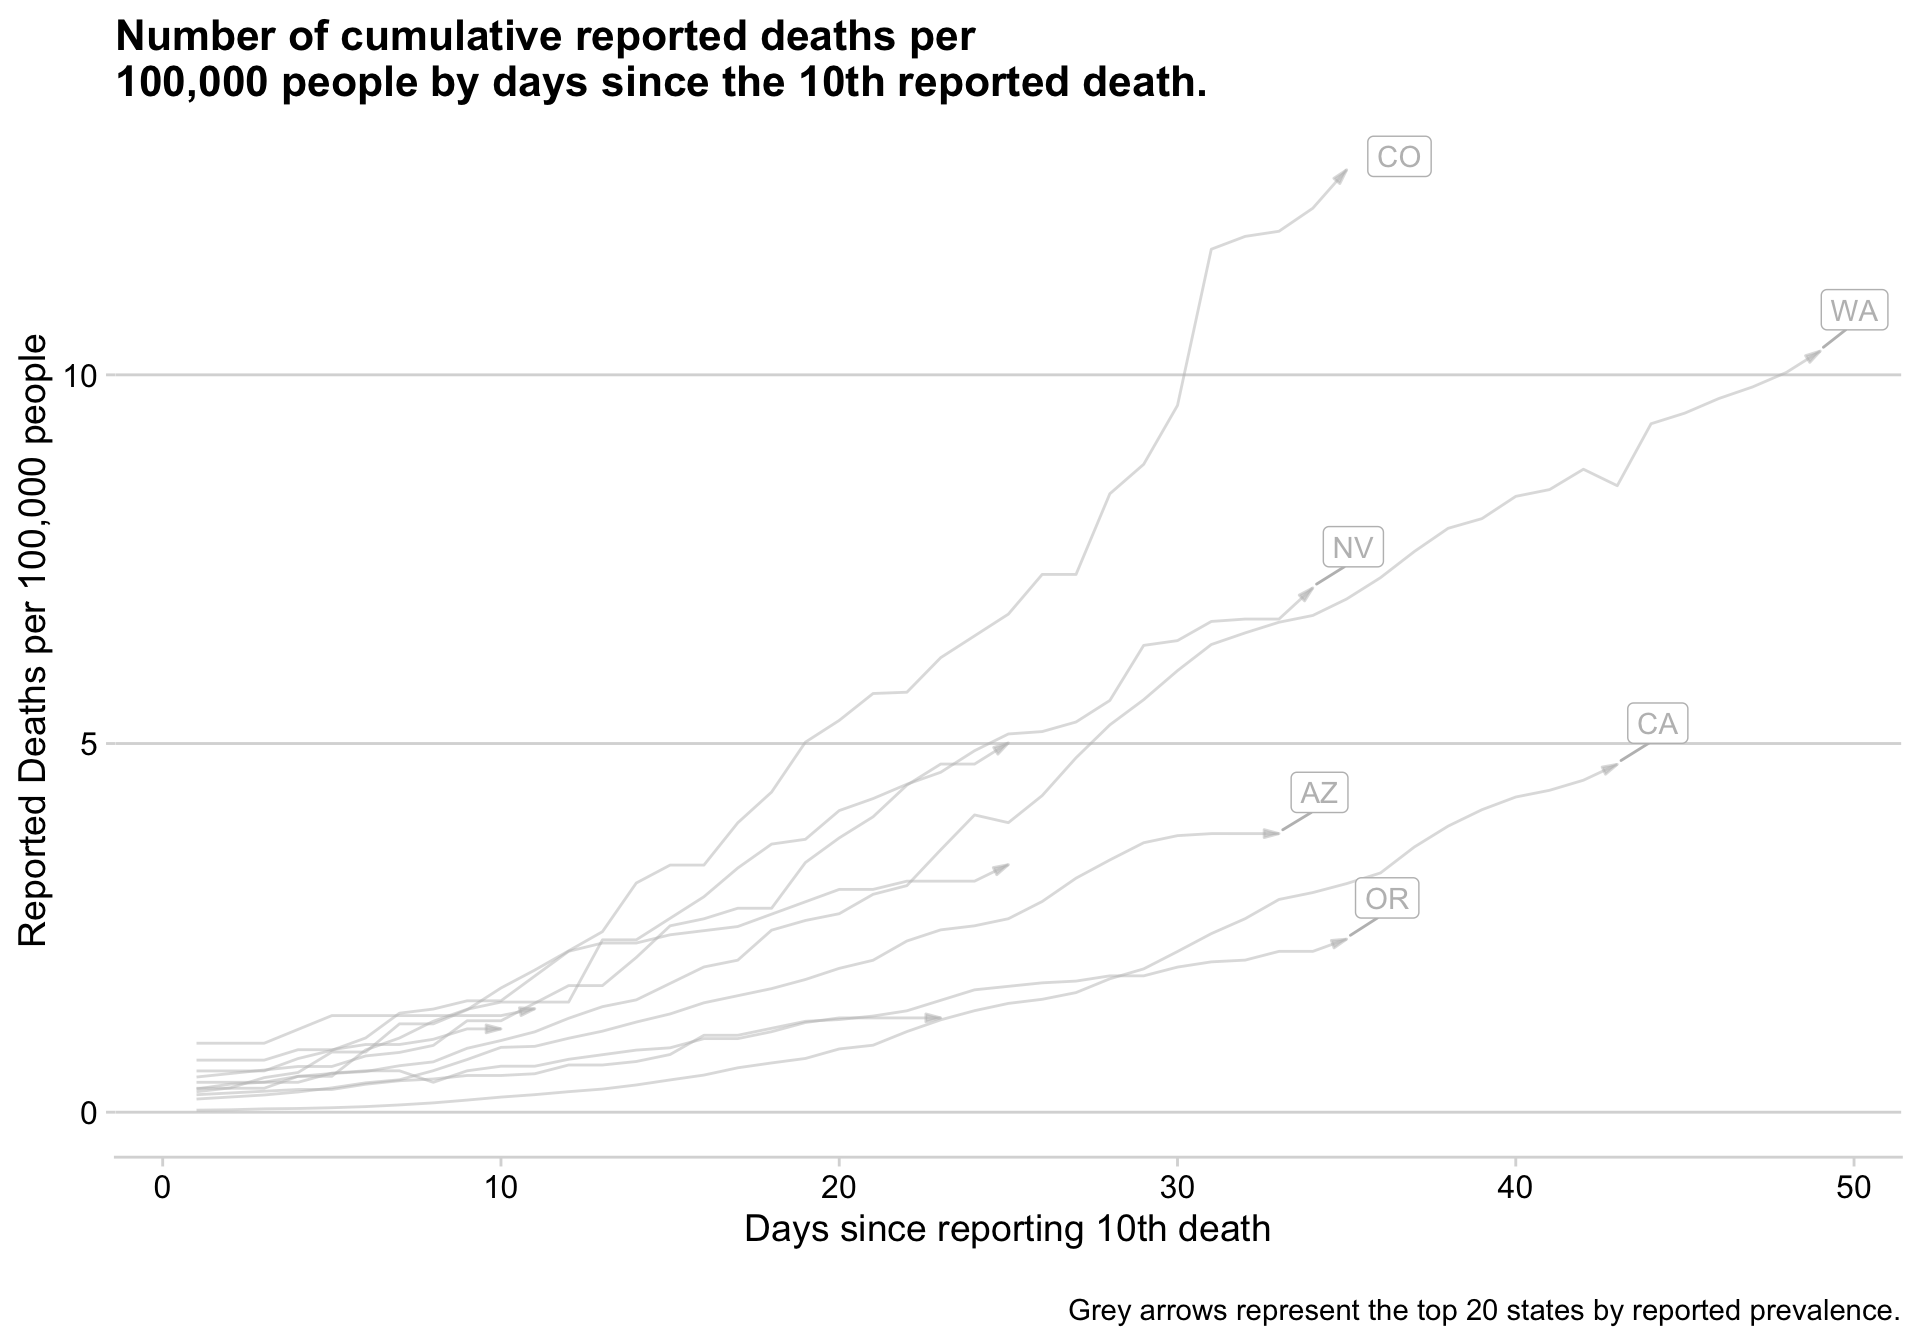 Number of cumulative reported deaths per
100,000 people by days since the 10th reported death.
CO
WA
10
NV
CA
5
AZ
OR
0
Reported Deaths per 100,000 people
0 10 20 30 40 50
Days since reporting 10th death
Grey arrows represent the top 20 states by reported prevalence.